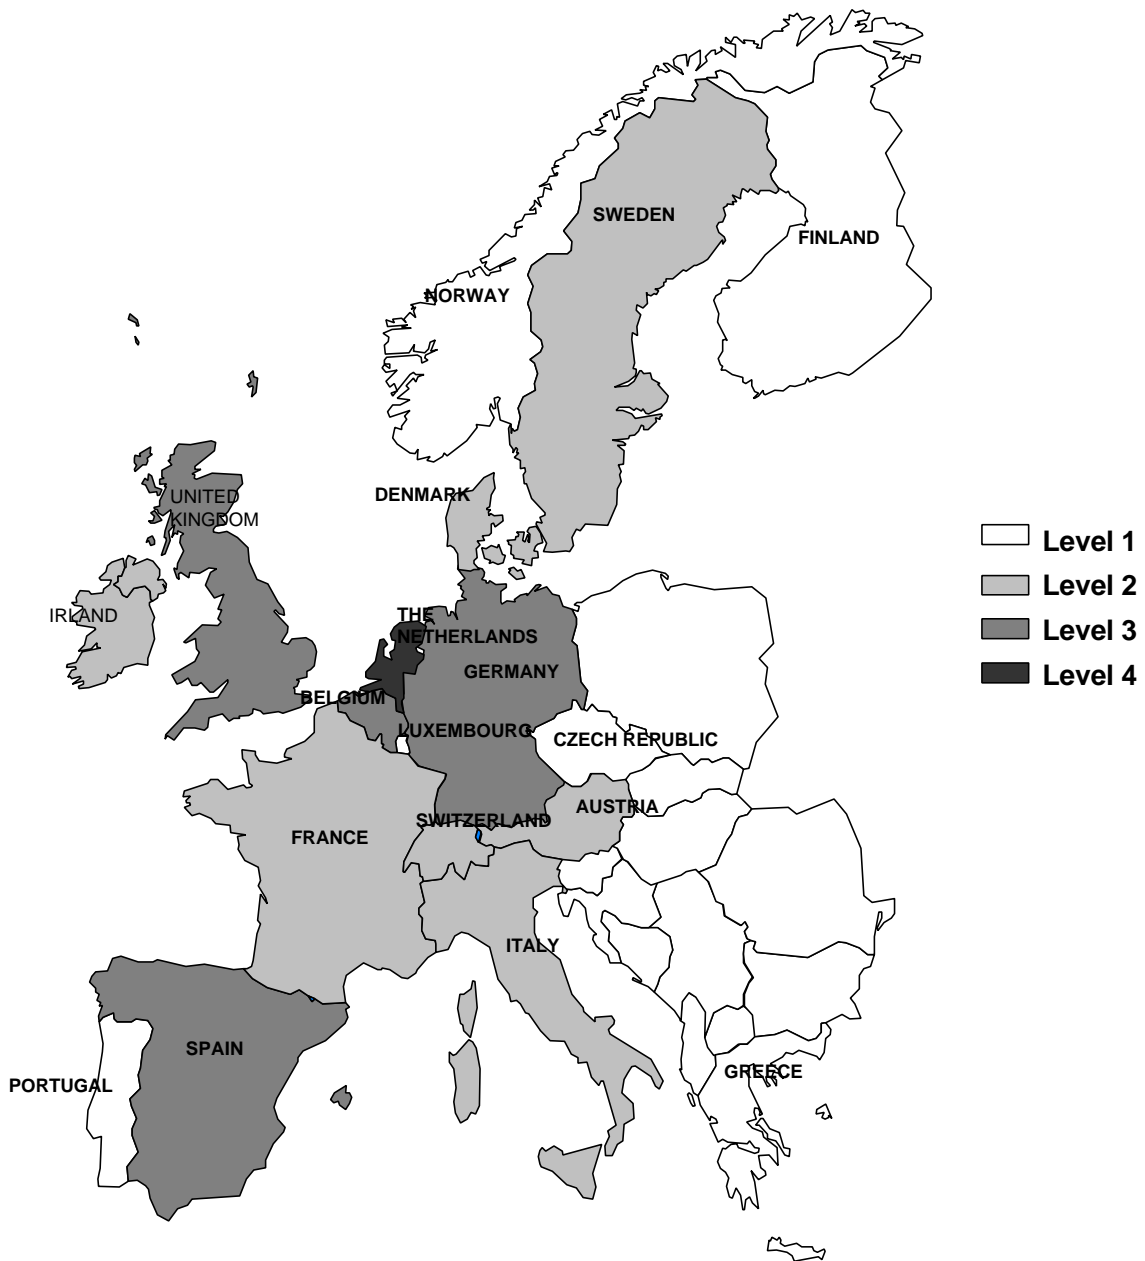 SWEDEN
FINLAND
NORWAY
DENMARK
UNITED
KINGDOM
Level 1
Level 2
Level 3
Level 4
IRLAND
THE
NETHERLANDS
GERMANY
BELGIUM
LUXEMBOURG
CZECH REPUBLIC
AUSTRIA
SWITZERLAND
FRANCE
ITALY
SPAIN
PORTUGAL
GREECE